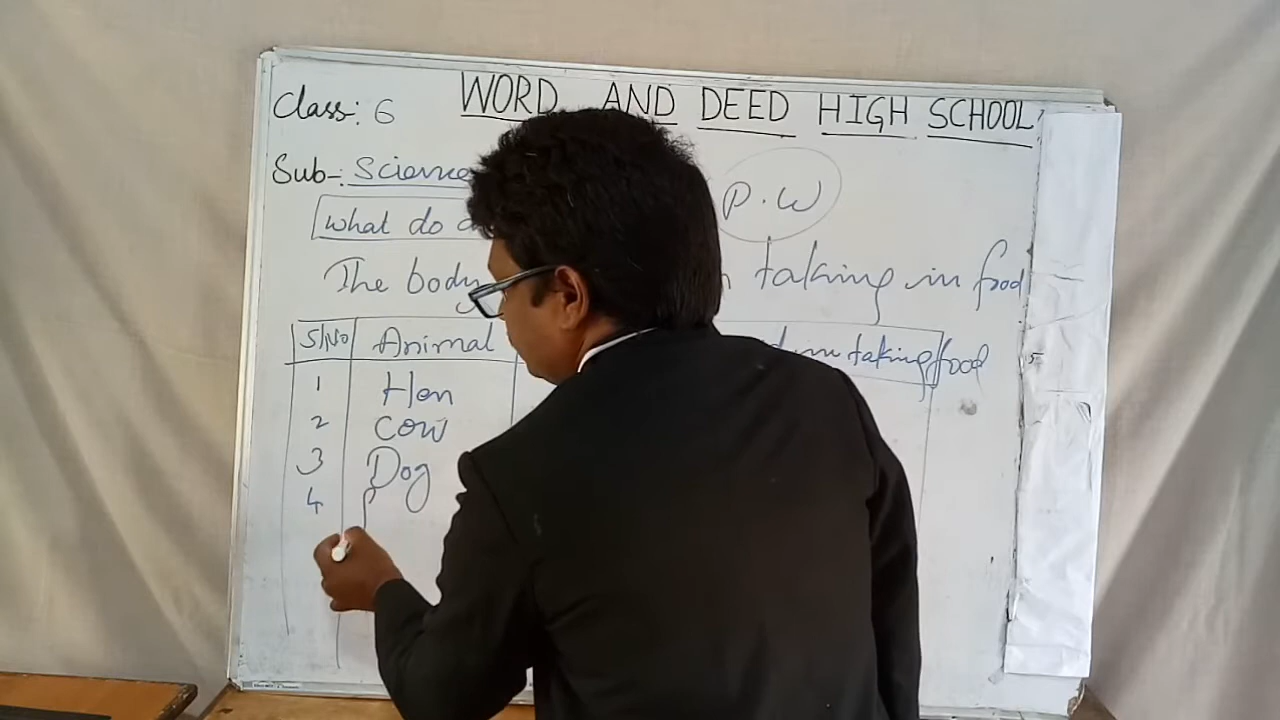 Class: 6 WORD AND DEED HIGH SCHOOL
Sub-: Science
P.W
What do
The body taking in food
S/No Animal taking food
1 Hen
2 Cow
3 Dog
4